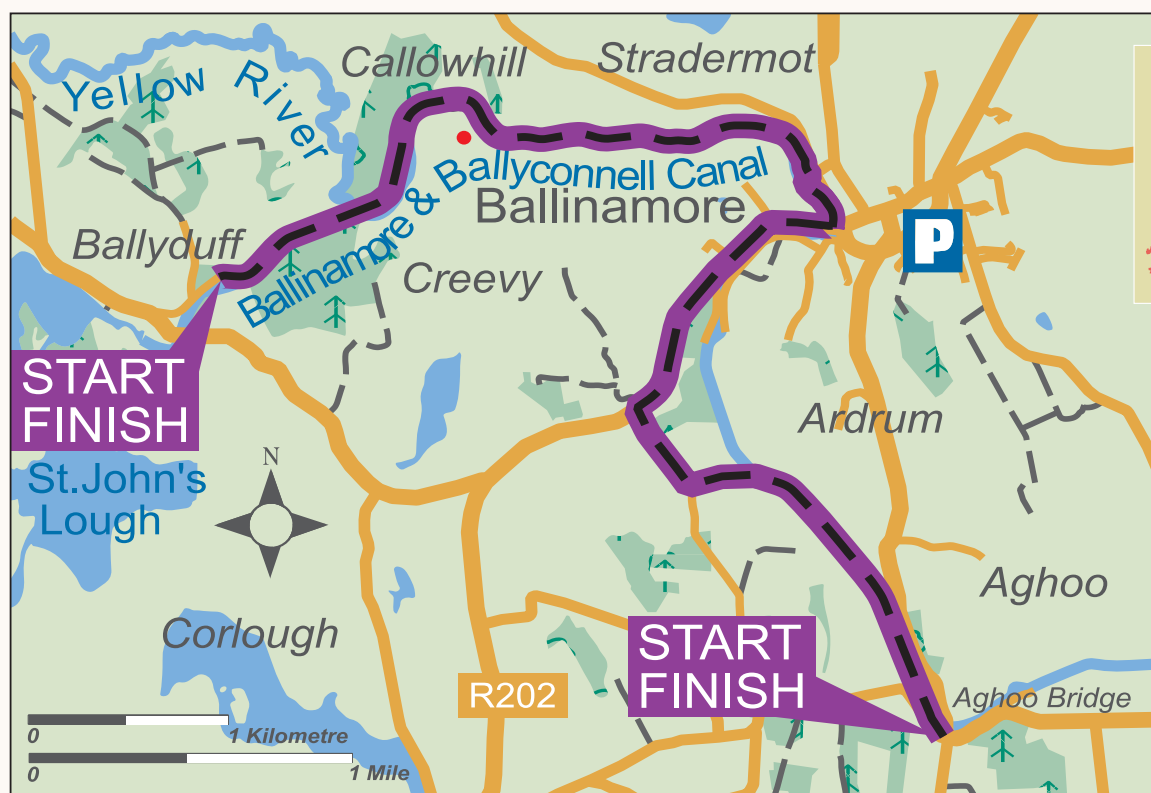 Callowhill
Stradermot
Yellow River
Ballinamore & Ballyconnell Canal
Ballinamore
P
Ballyduff
Creevy
START
FINISH
Ardrum
St.John's
Lough
N
Aghoo
Corlough
START
FINISH
R202
Aghoo Bridge
0
1 Kilometre
0
1 Mile